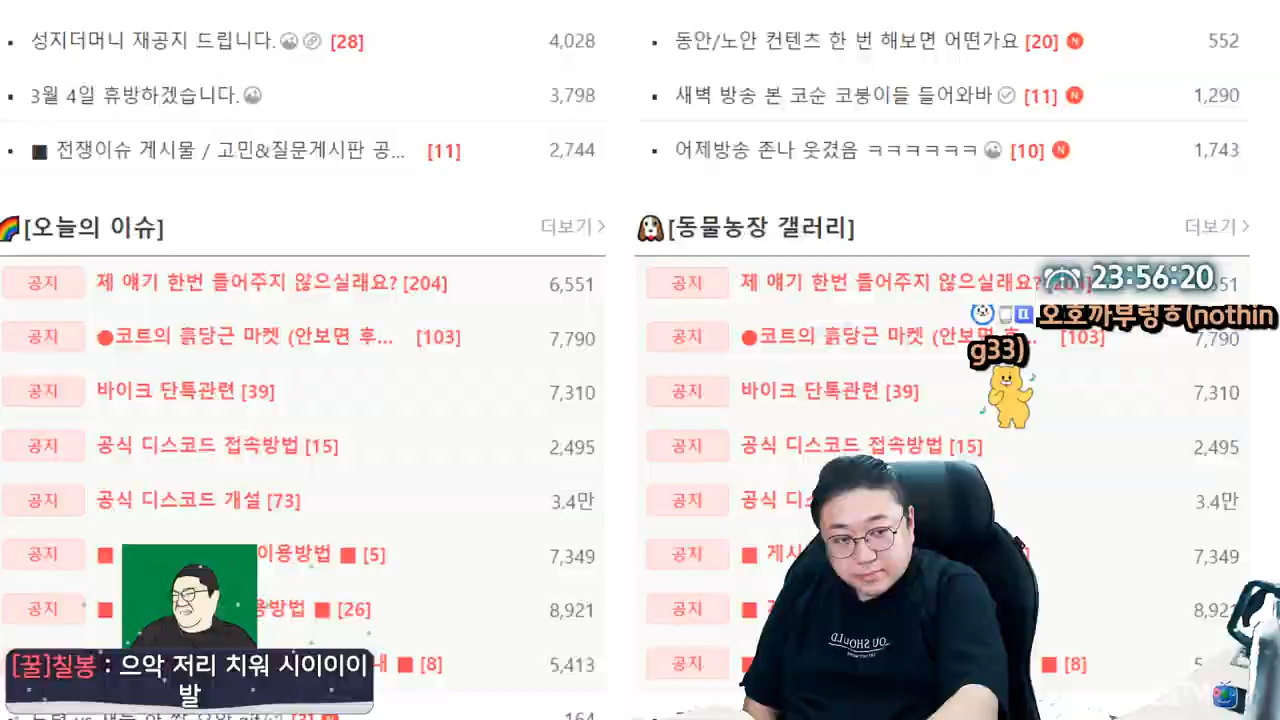 성지더머니 재공지 드립니다. [28] 4,028
3월 4일 휴방하겠습니다. 3,798
■ 전쟁이슈 게시물 / 고민&질문게시판 공... [11] 2,744
동안/노안 컨텐츠 한 번 해보면 어떤가요 [20] N 552
새벽 방송 본 코순 코붕이들 들어와바 [11] N 1,290
어제방송 존나 웃겼음 ㅋㅋㅋㅋㅋㅋ [10] N 1,743
[오늘의 이슈] 더보기 >
공지 제 얘기 한번 들어주지 않으실래요? [204] 6,551
공지 ●코트의 흙당근 마켓 (안보면 후... [103] 7,790
공지 바이크 단톡관련 [39] 7,310
공지 공식 디스코드 접속방법 [15] 2,495
공지 공식 디스코드 개설 [73] 3.4만
공지 ■ 이용방법 ■ [5] 7,349
공지 ■ 용방법 ■ [26] 8,921
내 ■ [8] 5,413
164
[동물농장 갤러리] 더보기 >
공지 제 얘기 한번 들어주지 않으실래요? 51
공지 ●코트의 흙당근 마켓 (안보면 후... [103] 7,790
공지 바이크 단톡관련 [39] 7,310
공지 공식 디스코드 접속방법 [15] 2,495
공지 공식 디스 3.4만
공지 ■ 게시 7,349
공지 ■ 8,92
공지 ■ ■ [8] 5
23:56:20
오호까부렁ㅎ(nothin
g33)
YOU SHOULD
[꿀]칠봉 : 으악 저리 치워 시이이이
발